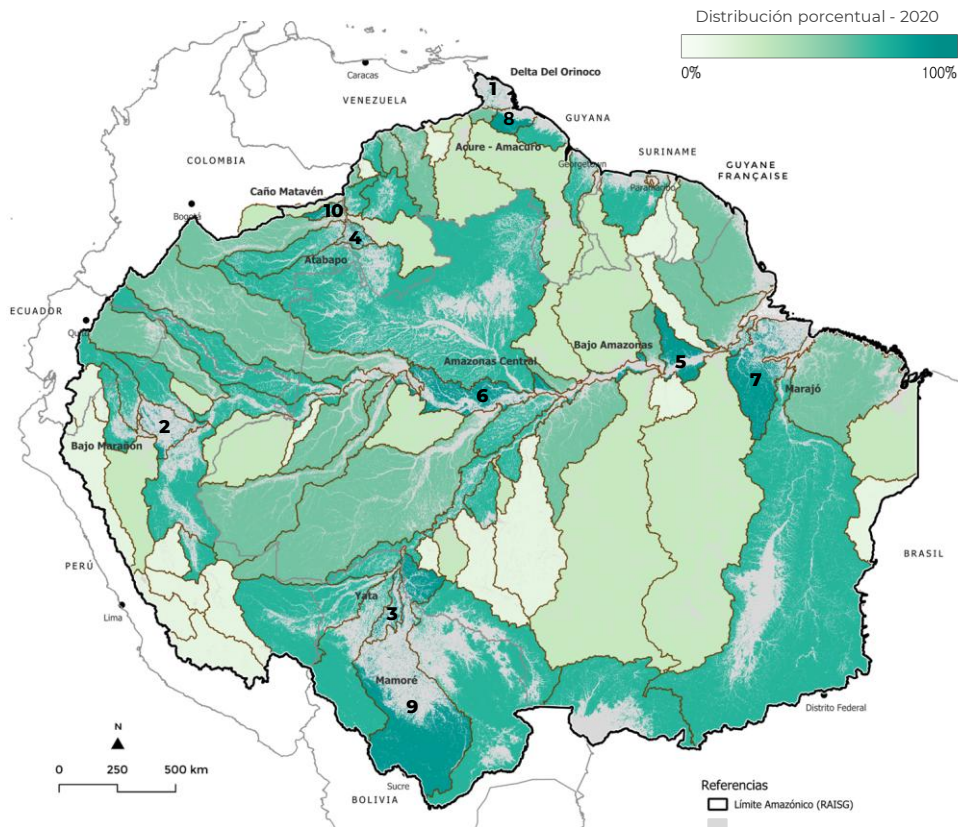 Distribución porcentual - 2020
0%
100%
Caracas
Delta Del Orinoco
1
VENEZUELA
8
GUYANA
Acure - Amacuro
COLOMBIA
Georgetown
SURINAME
Paramaribo
GUYANE
FRANÇAISE
Caño Matavén
10
Bogotá
4
Atabapo
ECUADOR
Quito
Bajo Amazonas
Amazonas Central
5
6
7
Marajó
2
Bajo Marañón
PERÚ
BRASIL
Lima
Yata
3
Mamoré
9
Distrito Federal
N
0 250 500 km
Sucre
BOLIVIA
Referencias
Límite Amazónico (RAISG)